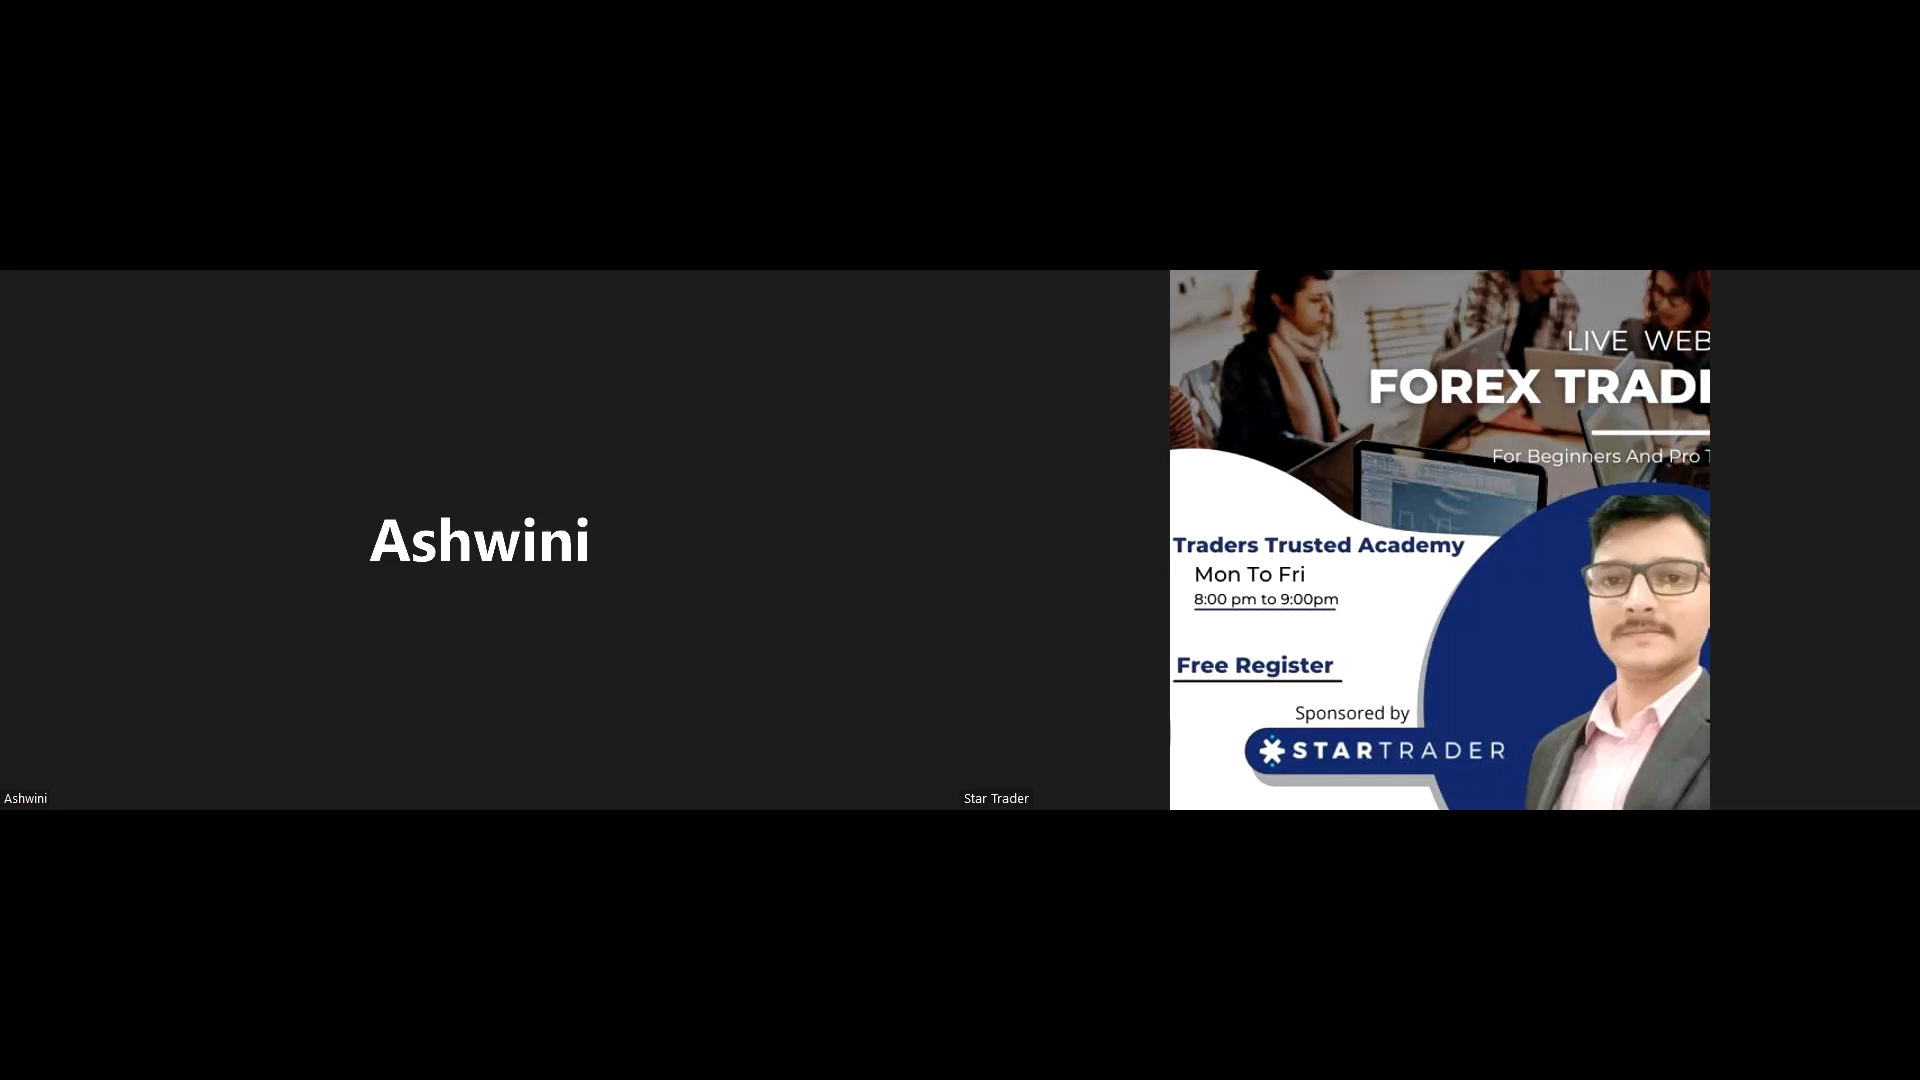 Ashwini
Ashwini
LIVE WEB
FOREX TRADI
For Beginners And Pro T
Traders Trusted Academy
Mon To Fri
8:00 pm to 9:00pm
Free Register
Sponsored by
STARTRADER
Star Trader